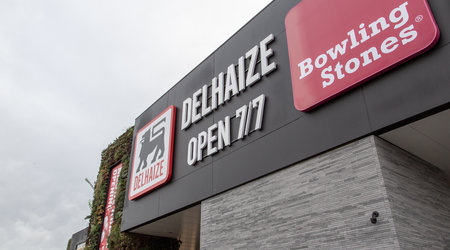 DELHAIZE
OPEN 7/7
Bowling
Stones®
DELHAIZE